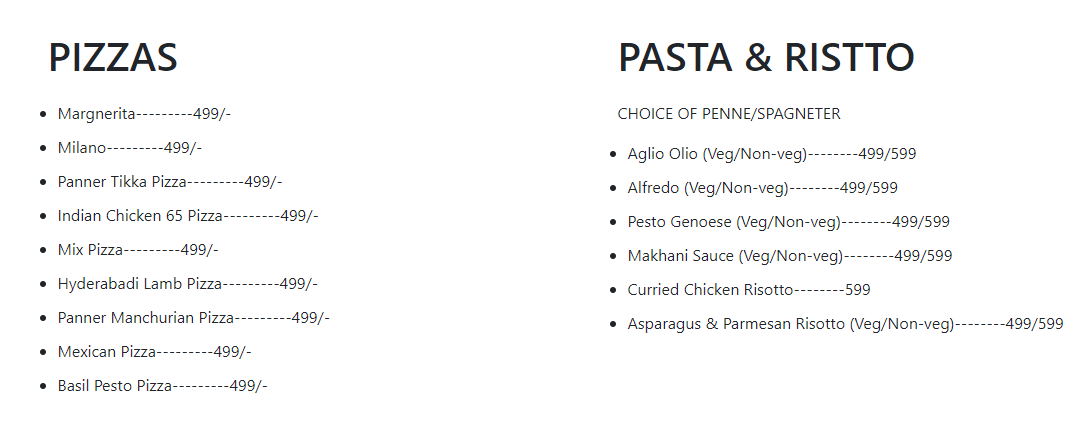 PIZZAS
Margnerita---------499/-
Milano---------499/-
Panner Tikka Pizza---------499/-
Indian Chicken 65 Pizza---------499/-
Mix Pizza---------499/-
Hyderabadi Lamb Pizza---------499/-
Panner Manchurian Pizza---------499/-
Mexican Pizza---------499/-
Basil Pesto Pizza---------499/-
PASTA & RISTTO
CHOICE OF PENNE/SPAGNETER
Aglio Olio (Veg/Non-veg)--------499/599
Alfredo (Veg/Non-veg)--------499/599
Pesto Genoese (Veg/Non-veg)--------499/599
Makhani Sauce (Veg/Non-veg)--------499/599
Curried Chicken Risotto--------599
Asparagus & Parmesan Risotto (Veg/Non-veg)--------499/599